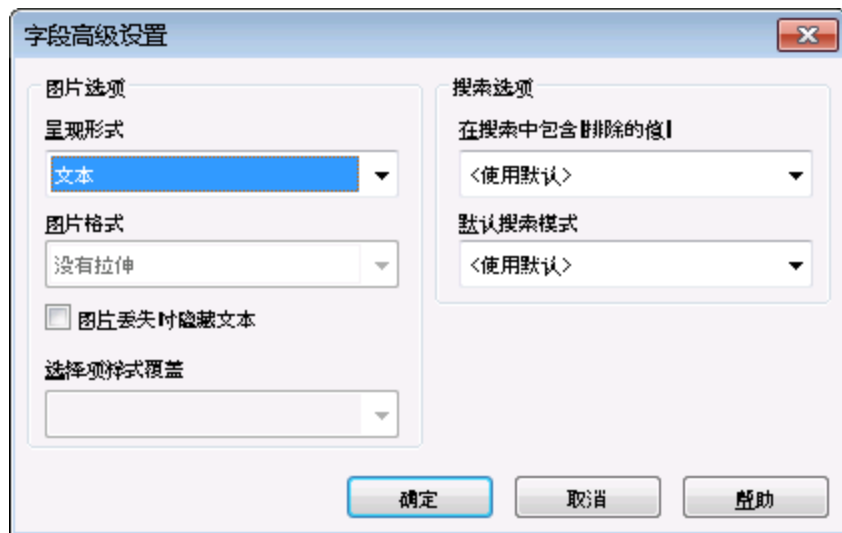 字段高级设置
图片选项
呈现形式
文本
图片格式
没有拉伸
图片丢失时隐藏文本
选择项样式覆盖
搜索选项
在搜索中包含排除的值
<使用默认>
默认搜索模式
<使用默认>
确定
取消
帮助